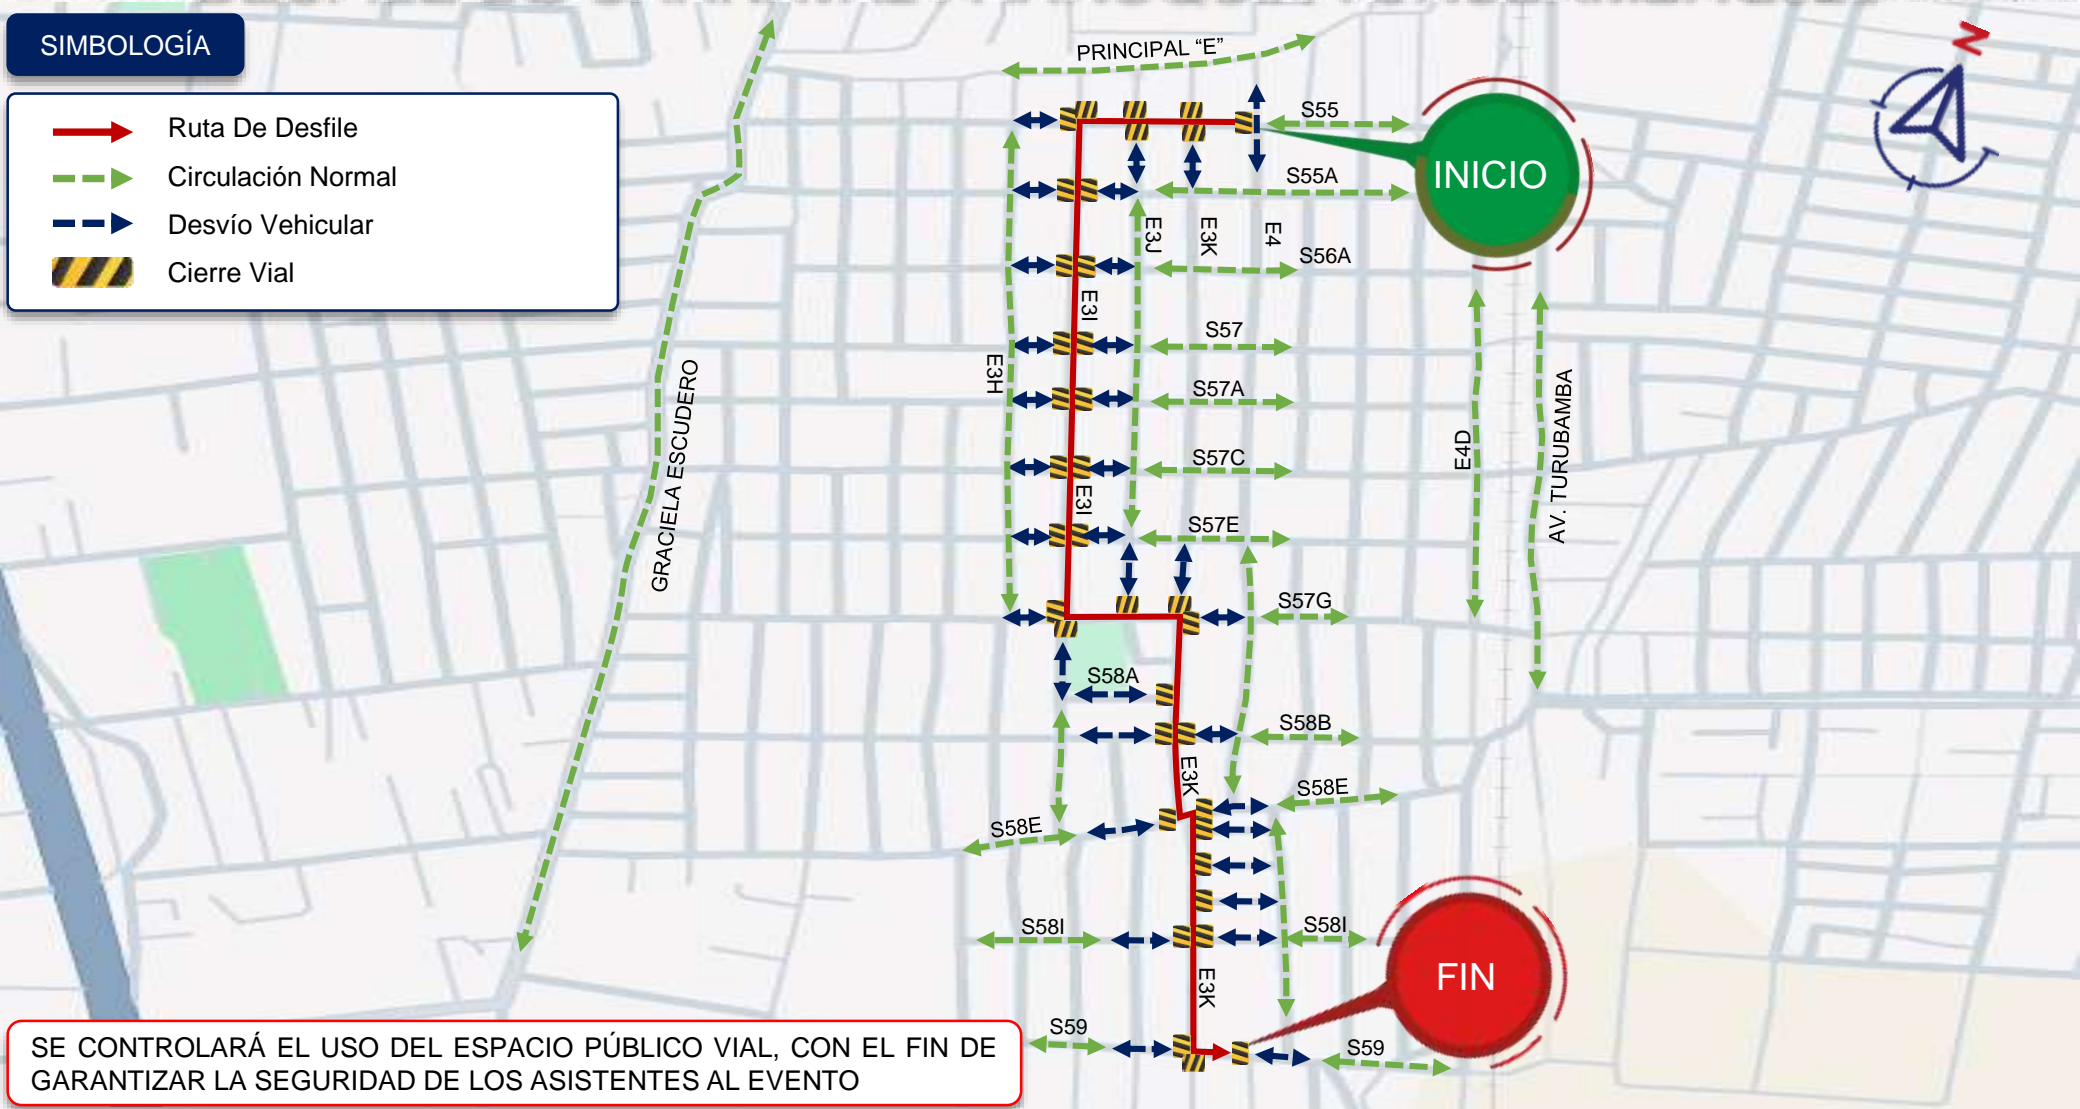 SIMBOLOGÍA
Ruta De Desfile
Circulación Normal
Desvío Vehicular
Cierre Vial
PRINCIPAL “E”
N
S55
INICIO
S55A
E3J
E3K
E4
S56A
E3I
S57
E3H
S57A
GRACIELA ESCUDERO
AV. TURUBAMBA
E4D
S57C
E3I
S57E
S57G
S58A
S58B
E3K
S58E
S58E
S58I
S58I
FIN
E3K
S59
S59
SE CONTROLARÁ EL USO DEL ESPACIO PÚBLICO VIAL, CON EL FIN DE
GARANTIZAR LA SEGURIDAD DE LOS ASISTENTES AL EVENTO